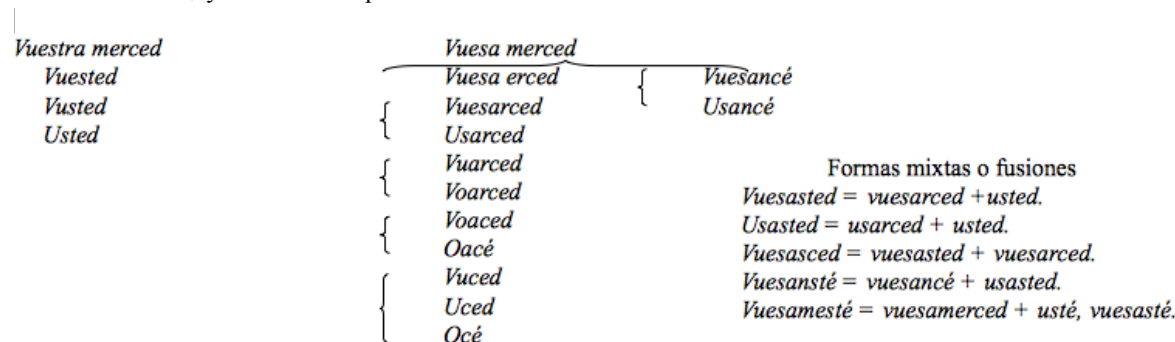 Vuestra merced
Vuested
Vusted
Usted
Vuesa merced
Vuesa erced
Vuesarced
Usarced
Vuarced
Voarced
Voaced
Oacé
Vuced
Uced
Océ
Vuesancé
Usancé
Formas mixtas o fusiones
Vuesasted = vuesarced +usted.
Usasted = usarced + usted.
Vuesasced = vuesasted + vuesarced.
Vuesansté = vuesancé + usasted.
Vuesamesté = vuesamerced + usté, vuesasté.